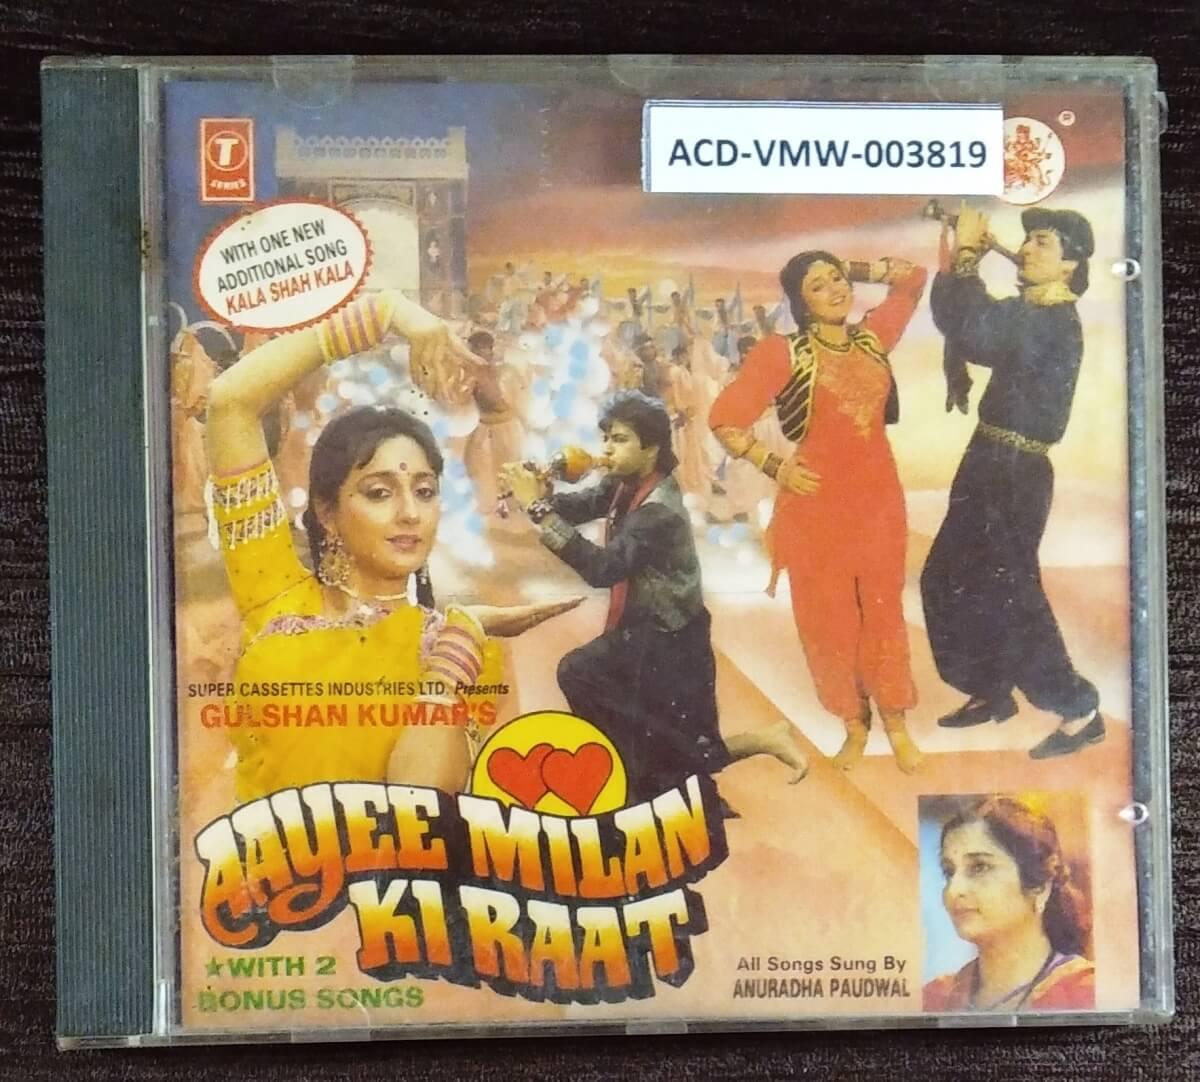 ACD-VMW-003819
T
SERIES
®
WITH ONE NEW
ADDITIONAL SONG
KALA SHAH KALA
SUPER CASSETTES INDUSTRIES LTD. Presents
GULSHAN KUMAR'S
AAYEE MILAN
KI RAAT
★WITH 2
BONUS SONGS
All Songs Sung By
ANURADHA PAUDWAL